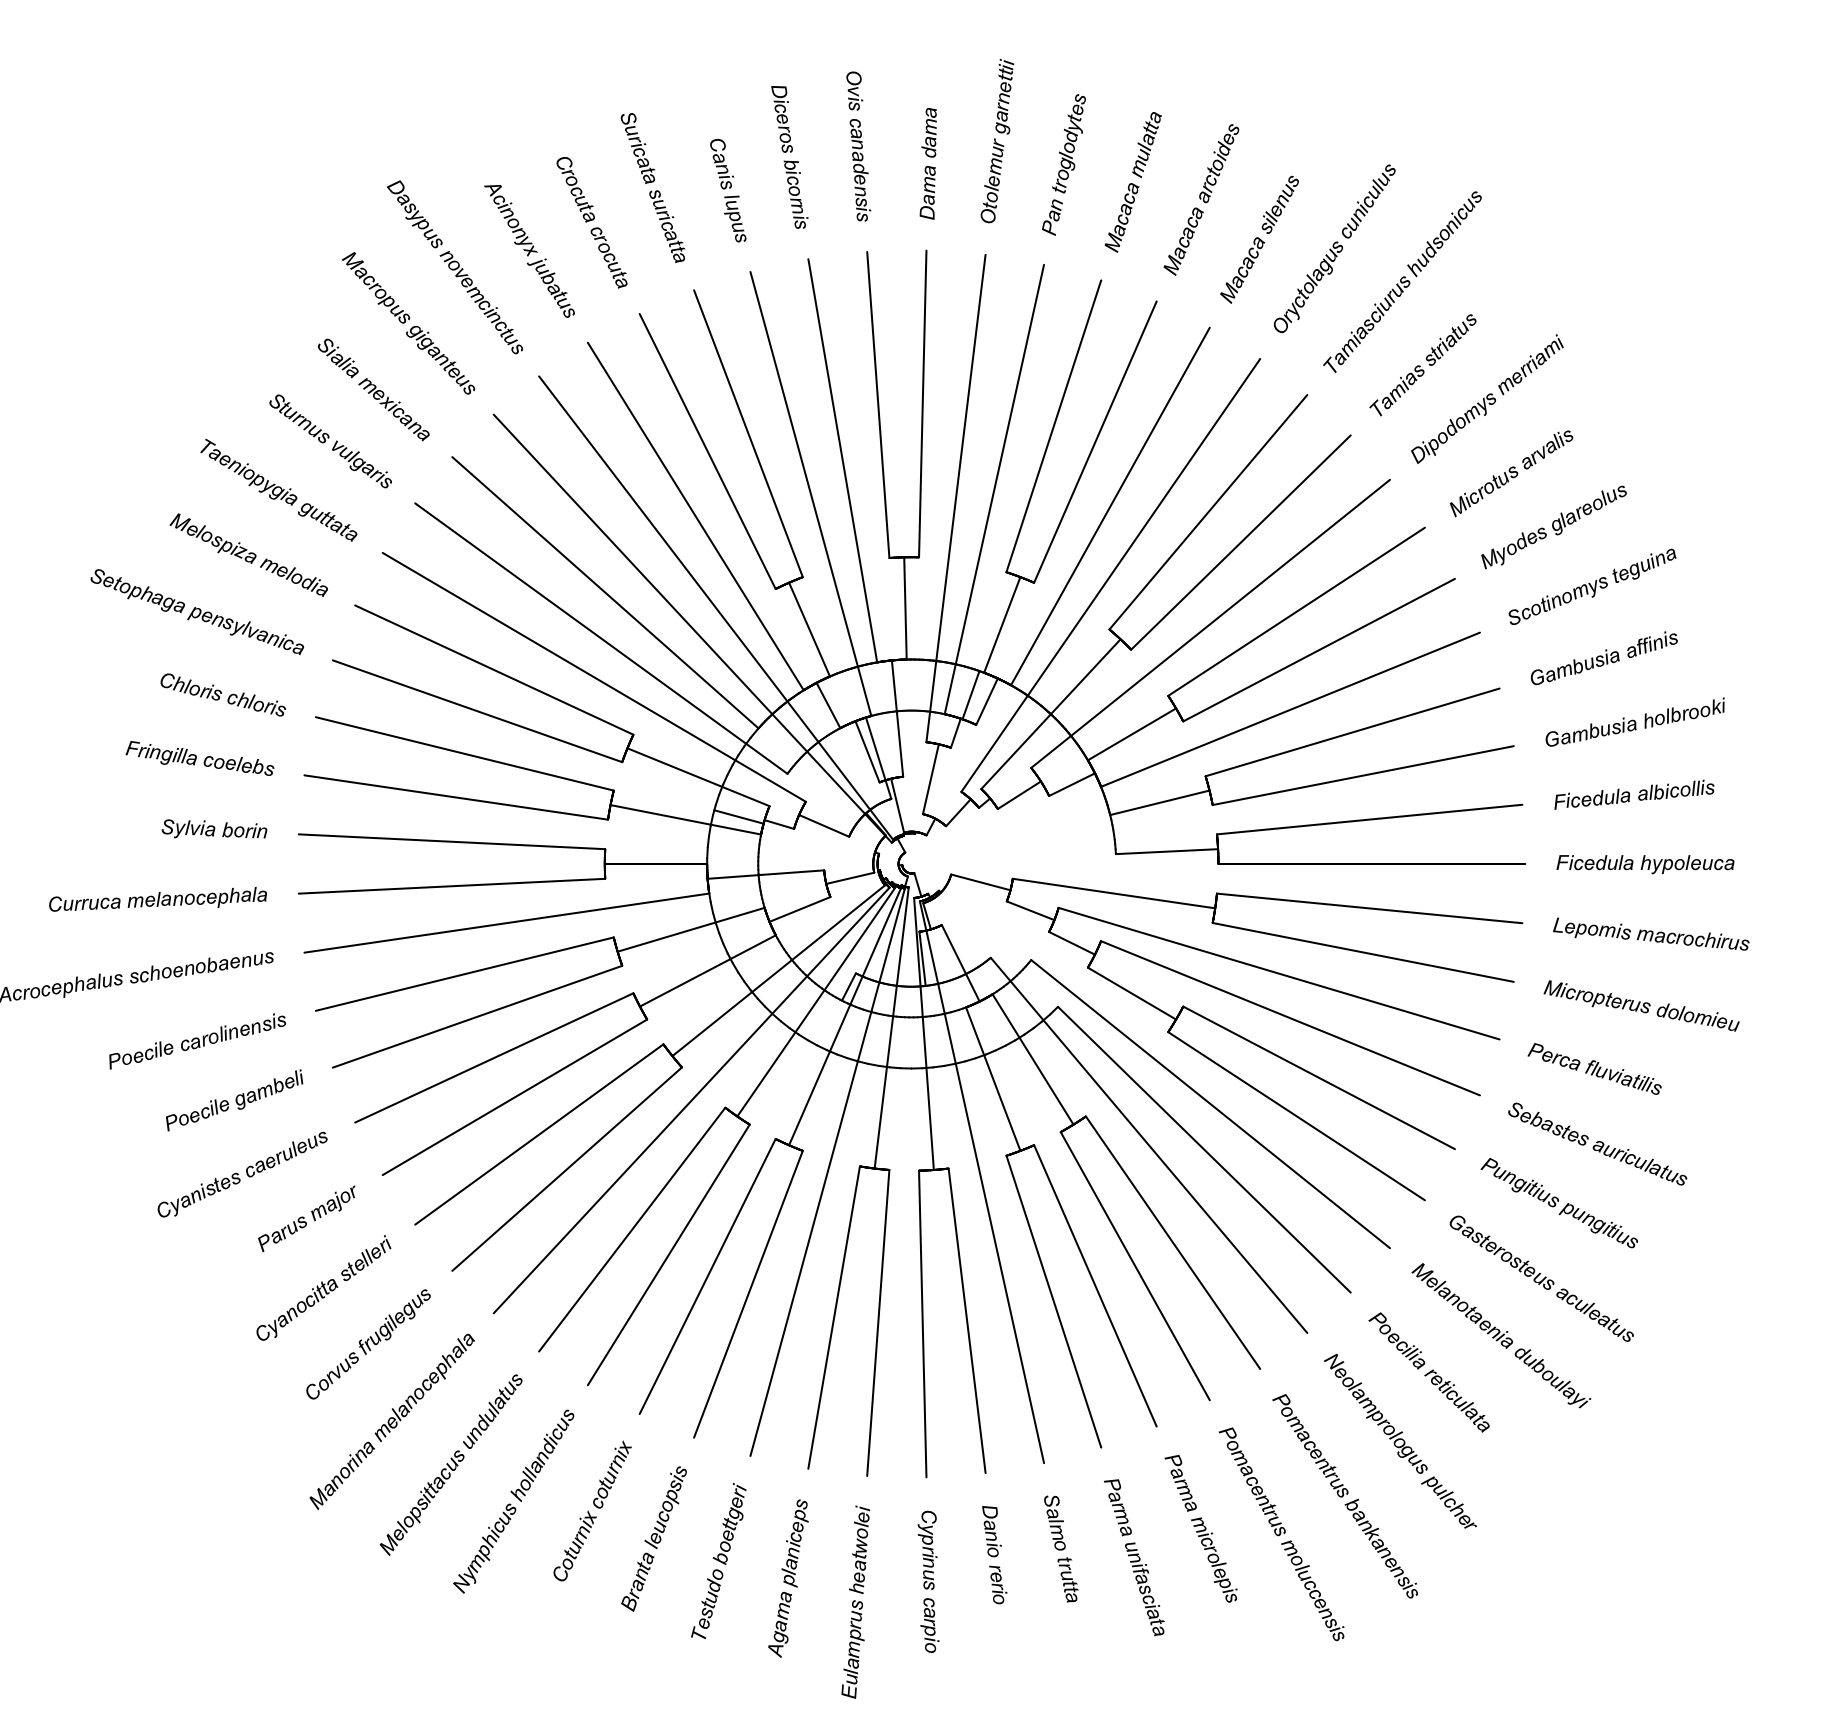 Ovis canadensis
Dama dama
Otolemur garnettii
Pan troglodytes
Macaca mulatta
Macaca arctoides
Macaca silenus
Oryctolagus cuniculus
Tamiasciurus hudsonicus
Tamias striatus
Dipodomys merriami
Microtus arvalis
Myodes glareolus
Scotinomys teguina
Gambusia affinis
Gambusia holbrooki
Ficedula albicollis
Ficedula hypoleuca
Lepomis macrochirus
Micropterus dolomieu
Perca fluviatilis
Sebastes auriculatus
Pungitius pungitius
Gasterosteus aculeatus
Melanotaenia duboulayi
Poecilia reticulata
Neolamprologus pulcher
Pomacentrus bankanensis
Pomacentrus moluccensis
Parma microlepis
Parma unifasciata
Salmo trutta
Danio rerio
Cyprinus carpio
Eulamprus heatwolei
Agama planiceps
Testudo boettgeri
Branta leucopsis
Coturnix coturnix
Nymphicus hollandicus
Melopsittacus undulatus
Manorina melanocephala
Corvus frugilegus
Cyanocitta stelleri
Parus major
Cyanistes caeruleus
Poecile gambeli
Poecile carolinensis
Acrocephalus schoenobaenus
Curruca melanocephala
Sylvia borin
Fringilla coelebs
Chloris chloris
Setophaga pensylvanica
Melospiza melodia
Taeniopygia guttata
Sturnus vulgaris
Sialia mexicana
Macropus giganteus
Dasypus novemcinctus
Acinonyx jubatus
Crocuta crocuta
Suricata suricatta
Canis lupus
Diceros bicornis